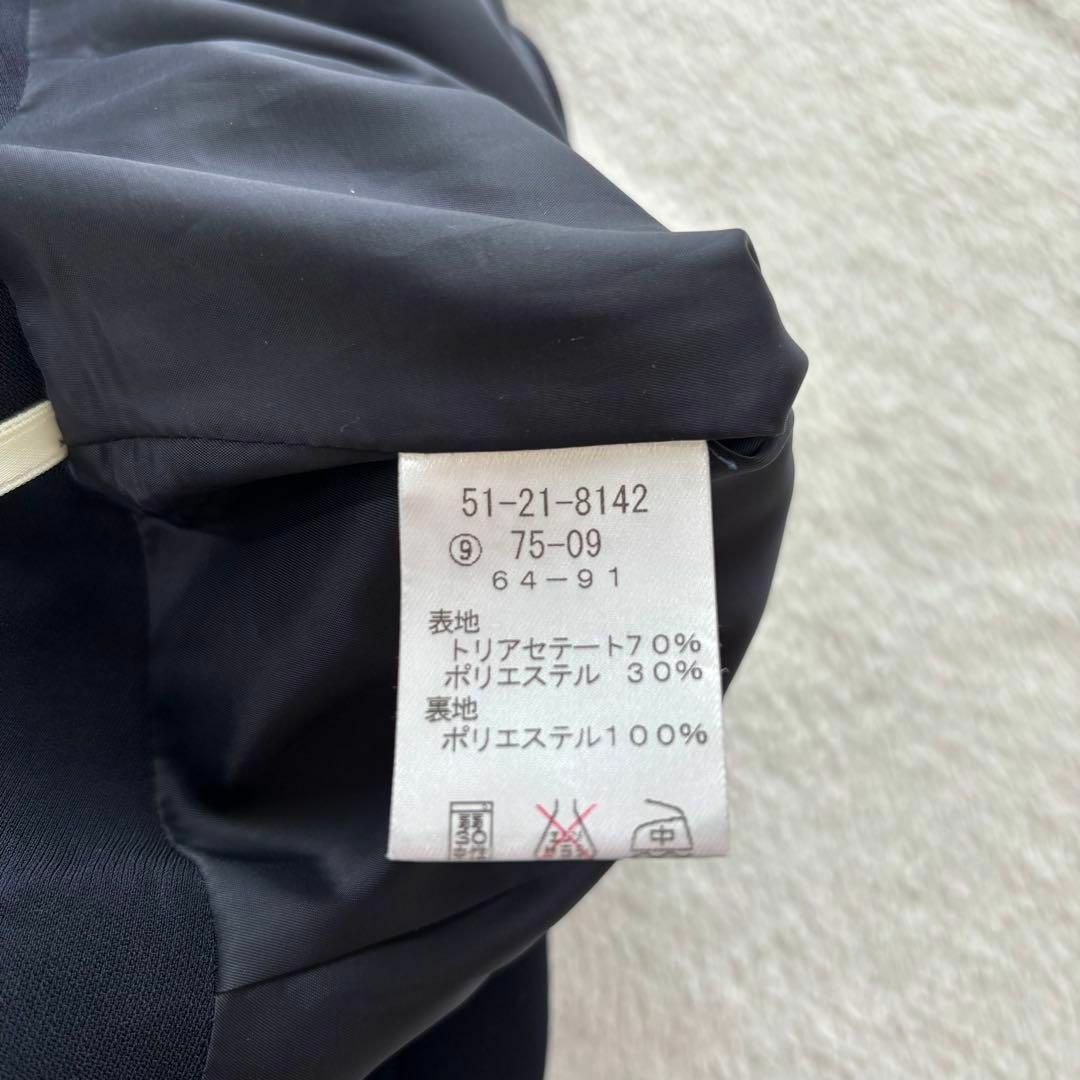 51-21-8142
⑨ 75-09
64-91
表地
トリアセテート70%
ポリエステル 30%
裏地
ポリエステル100%
中